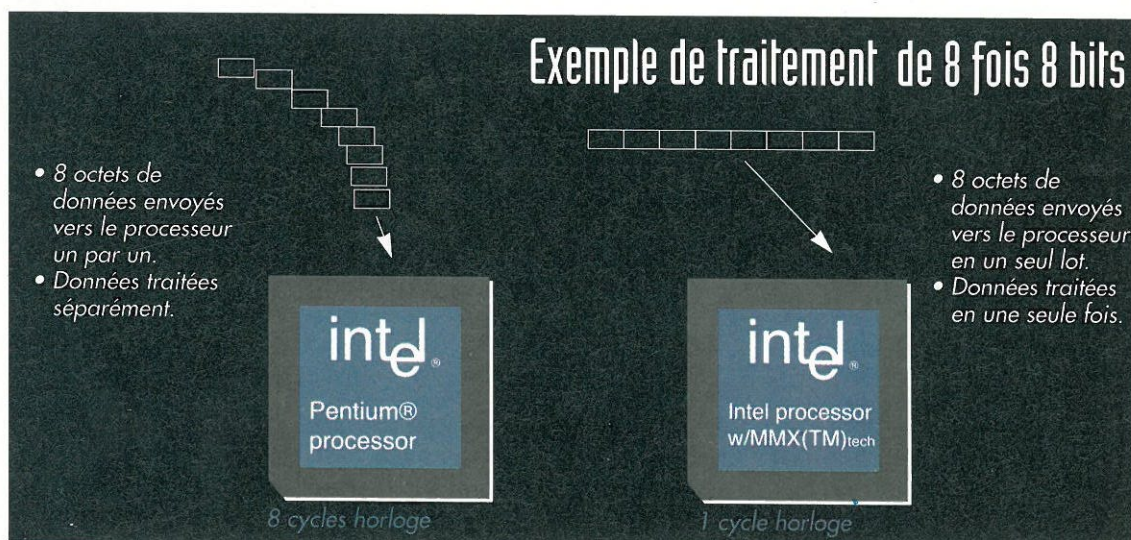 Exemple de traitement de 8 fois 8 bits
• 8 octets de
données envoyés
vers le processeur
un par un.
• Données traitées
séparément.
intel®
Pentium®
processor
8 cycles horloge
intel®
Intel processor
w/MMX(TM)tech
1 cycle horloge
• 8 octets de
données envoyés
vers le processeur
en un seul lot.
• Données traitées
en une seule fois.